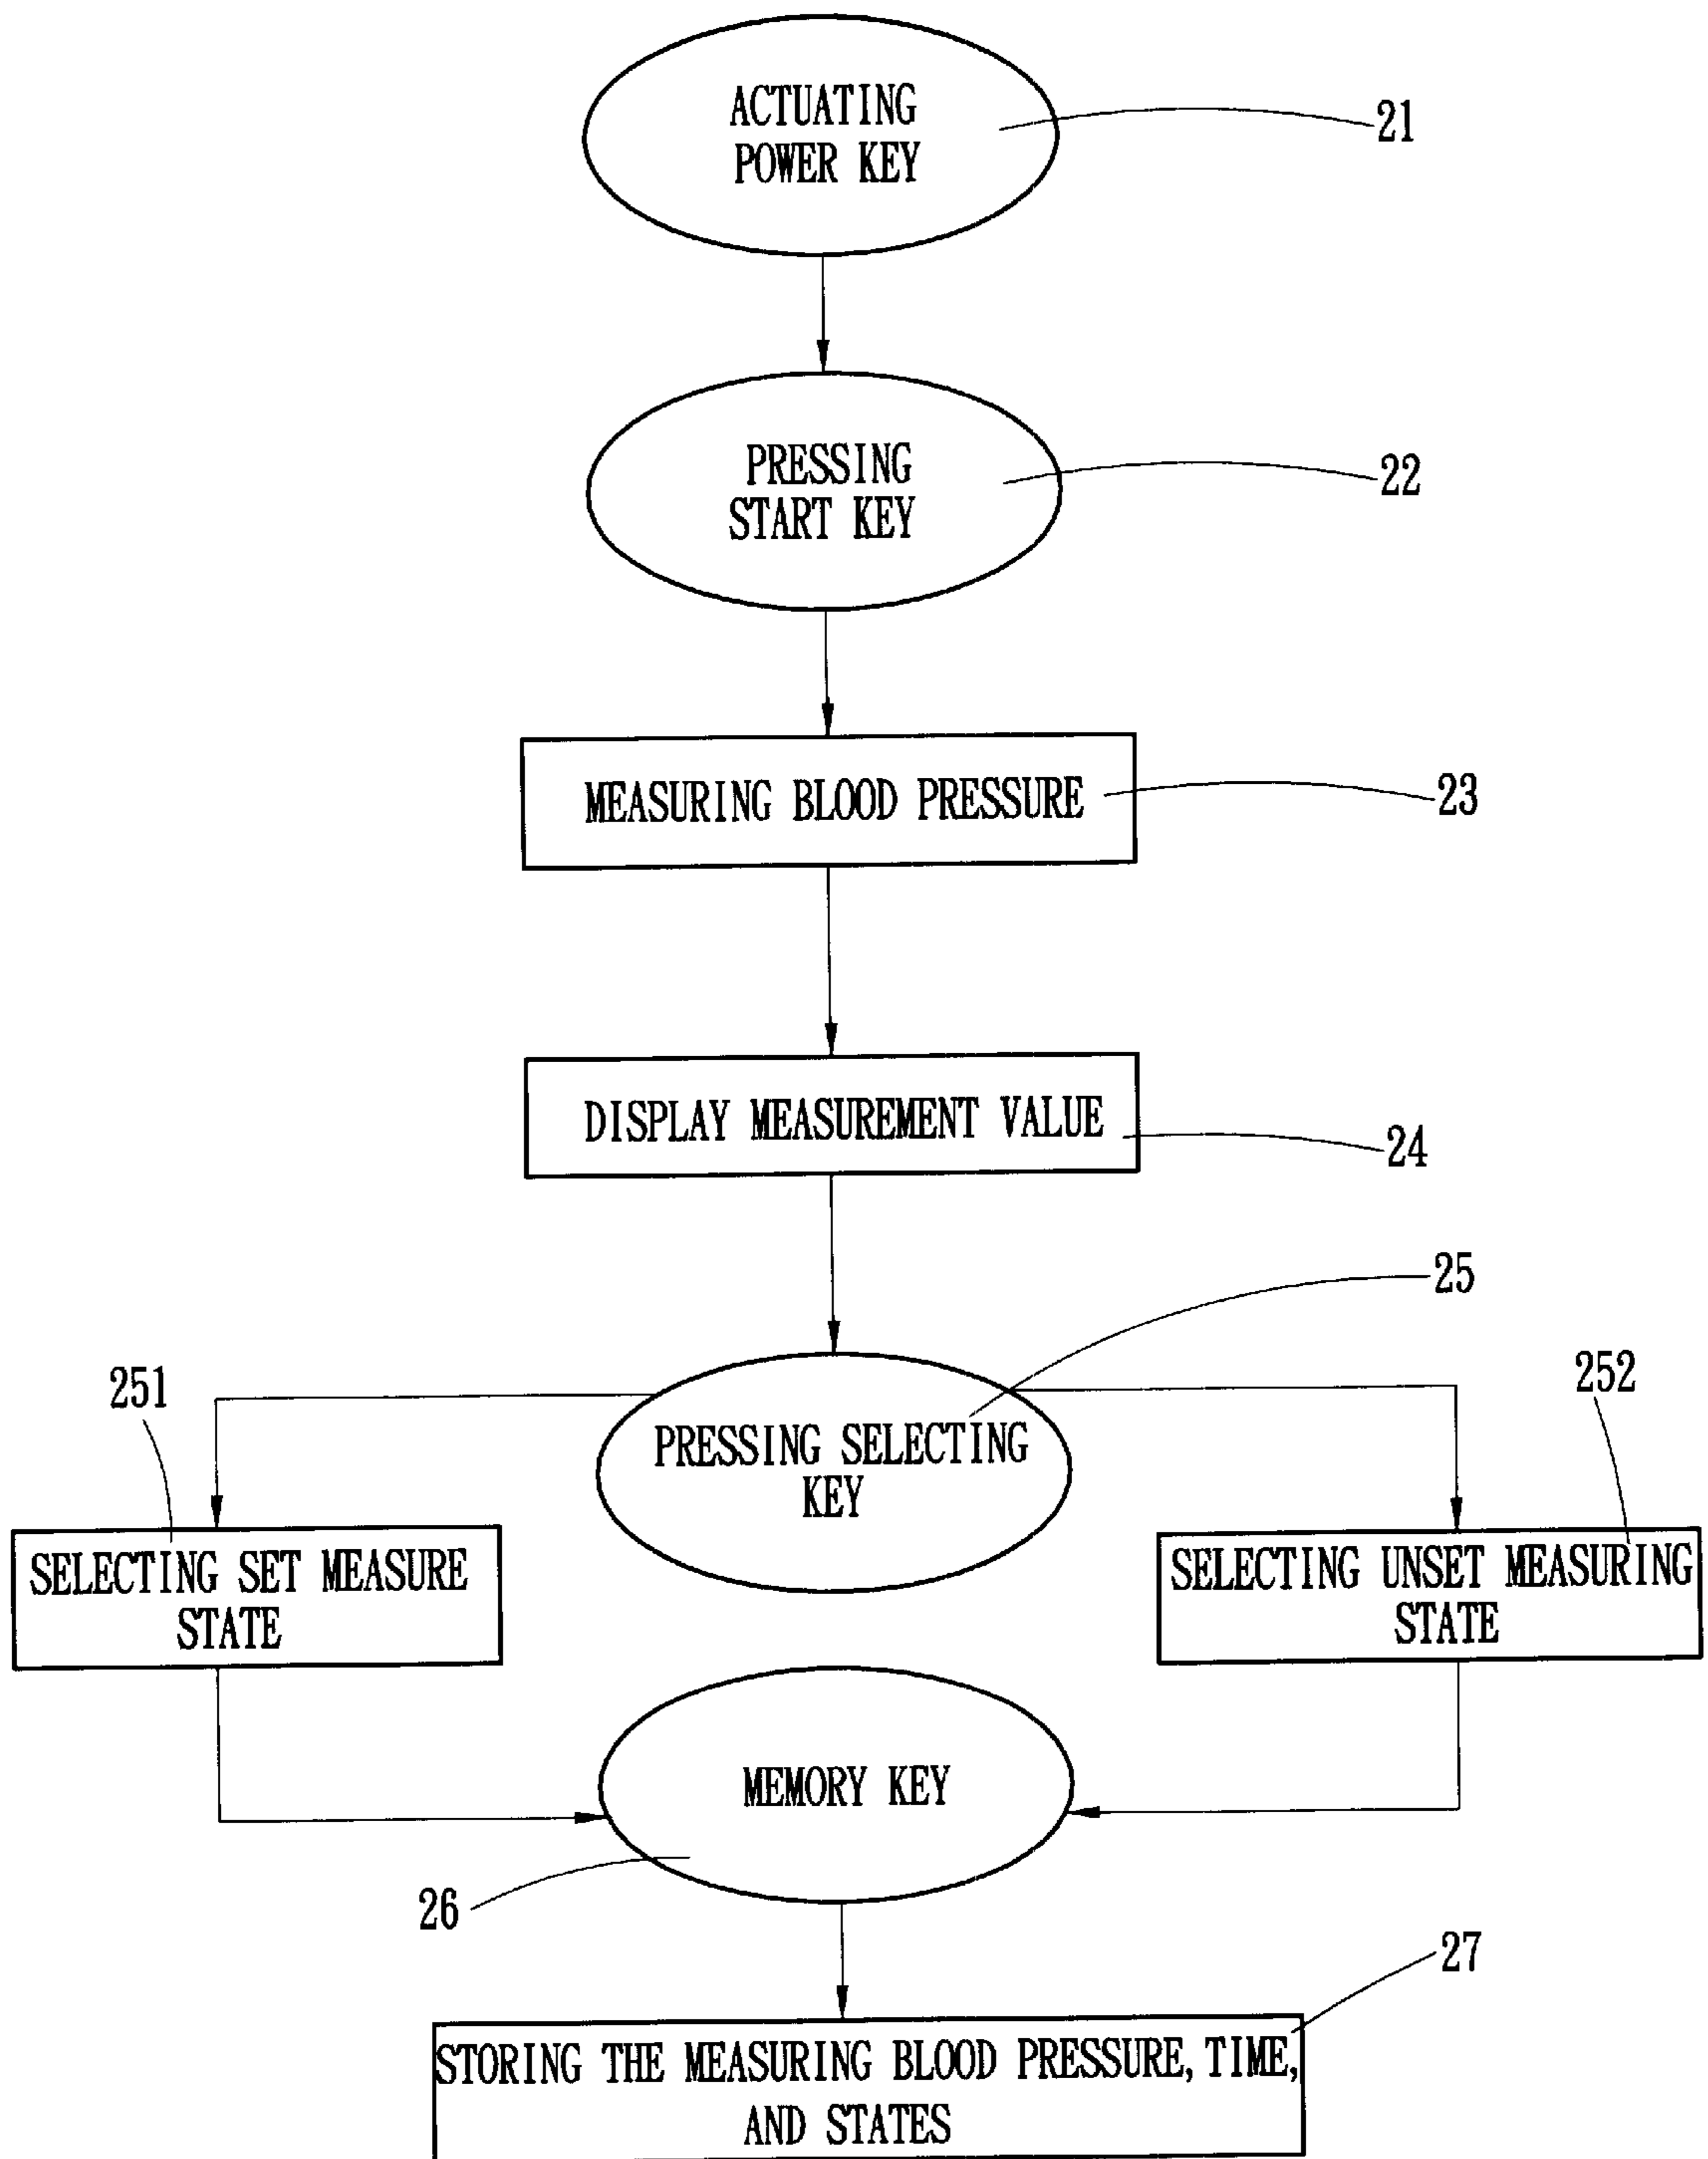 ACTUATING
POWER KEY
21
PRESSING
START KEY
22
MEASURING BLOOD PRESSURE
23
DISPLAY MEASUREMENT VALUE
24
25
251
252
PRESSING SELECTING
KEY
SELECTING SET MEASURE
STATE
SELECTING UNSET MEASURING
STATE
MEMORY KEY
26
27
STORING THE MEASURING BLOOD PRESSURE, TIME,
AND STATES